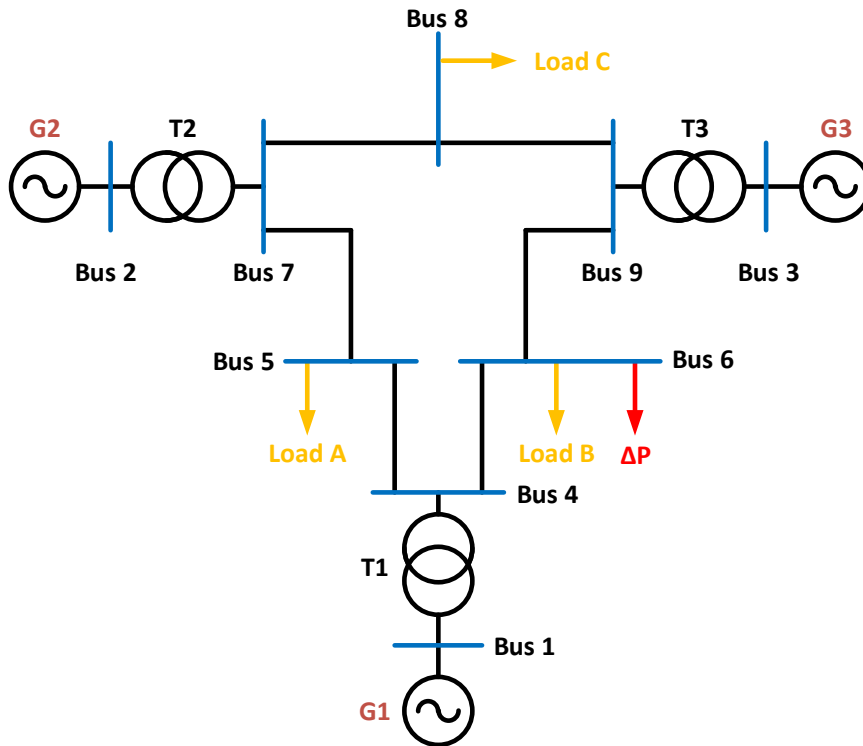 Bus 8
Load C
G2
T2
T3
G3
Bus 2
Bus 7
Bus 9
Bus 3
Bus 5
Bus 6
Load A
Load B
ΔP
Bus 4
T1
Bus 1
G1